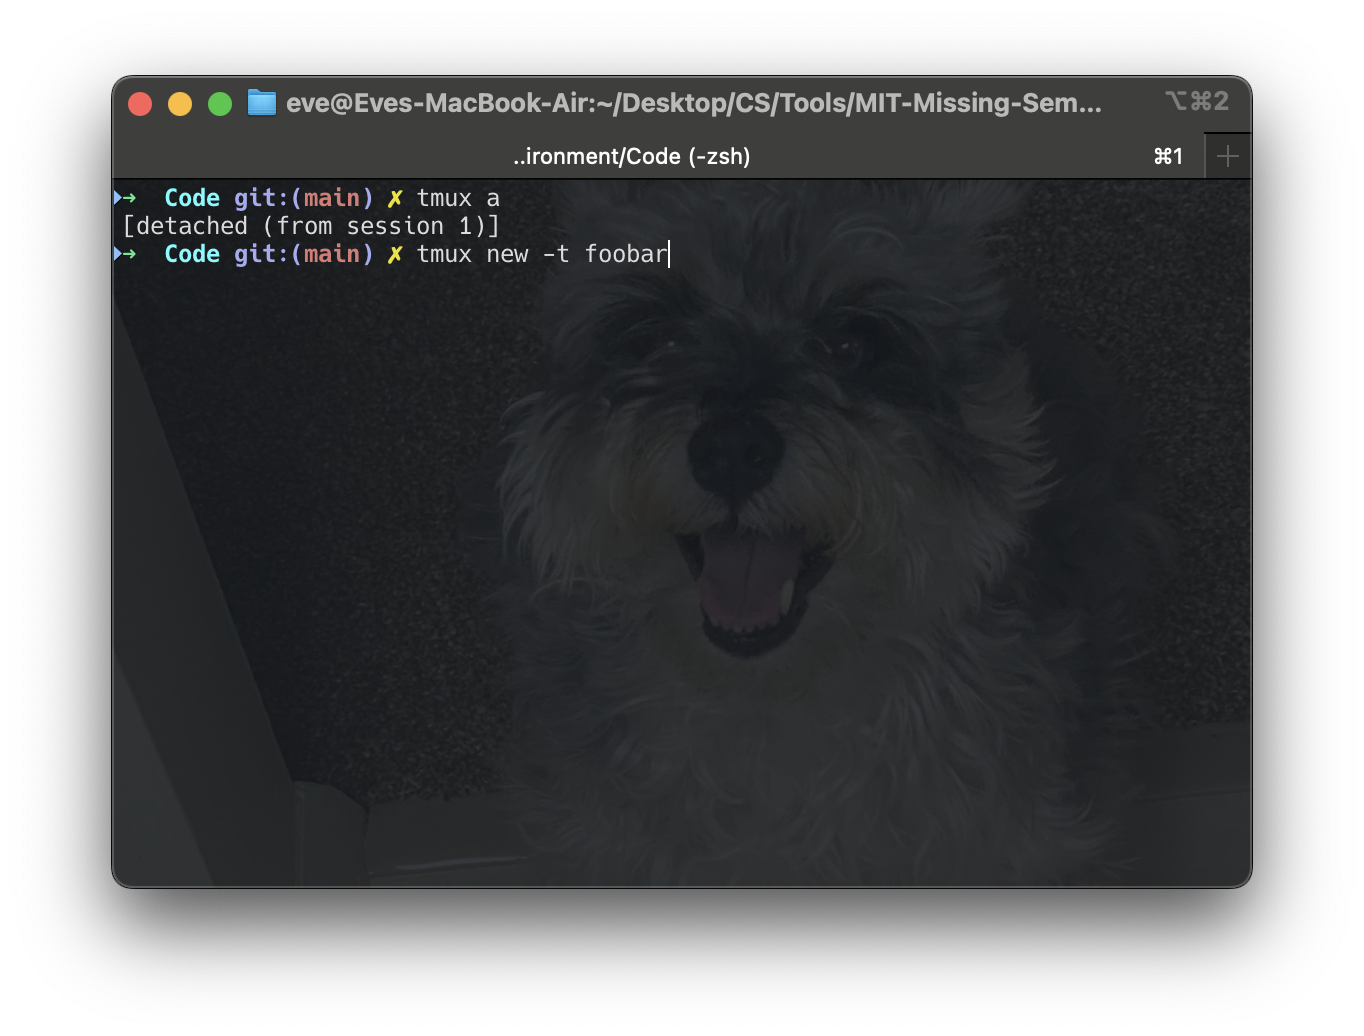 eve@Eves-MacBook-Air:~/Desktop/CS/Tools/MIT-Missing-Sem... ⌥⌘2
..ironment/Code (-zsh) ⌘1
➜ Code git:(main) ✗ tmux a
[detached (from session 1)]
➜ Code git:(main) ✗ tmux new -t foobar